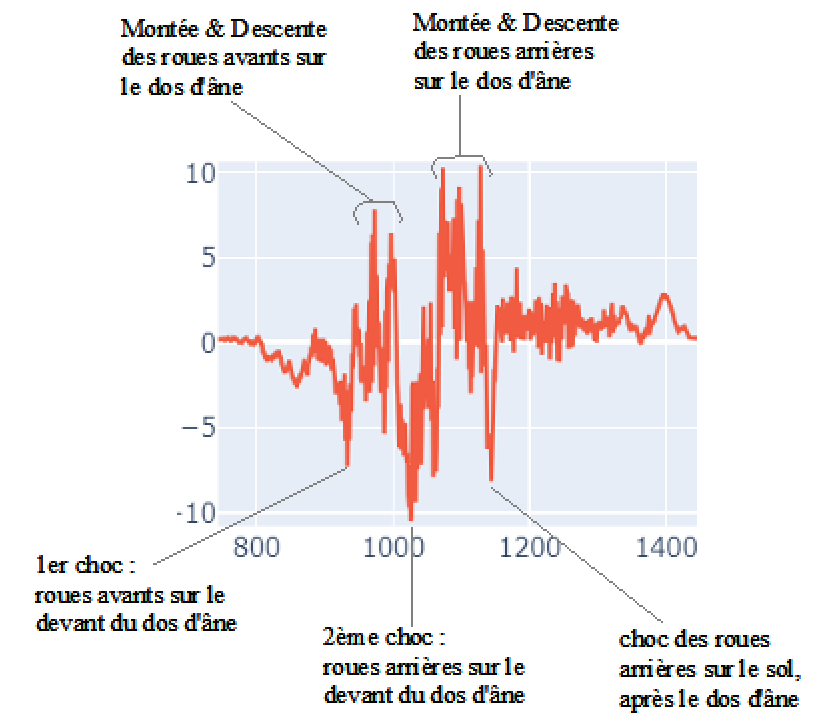 Montée & Descente
des roues avants sur
le dos d'âne
Montée & Descente
des roues arrières
sur le dos d'âne
10
5
0
−5
-10
800
1000
1200
1400
1er choc :
roues avants sur le
devant du dos d'âne
2ème choc :
roues arrières sur le
devant du dos d'âne
choc des roues
arrières sur le sol,
après le dos d'âne